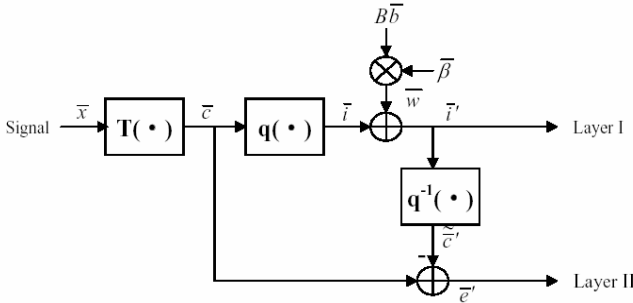 Bb̅
β̅
w̅
Signal x̅ T(•) c̅ q(•) i̅ i̅′ Layer I
q⁻¹(•)
c̅̃′
-
e̅′ Layer II